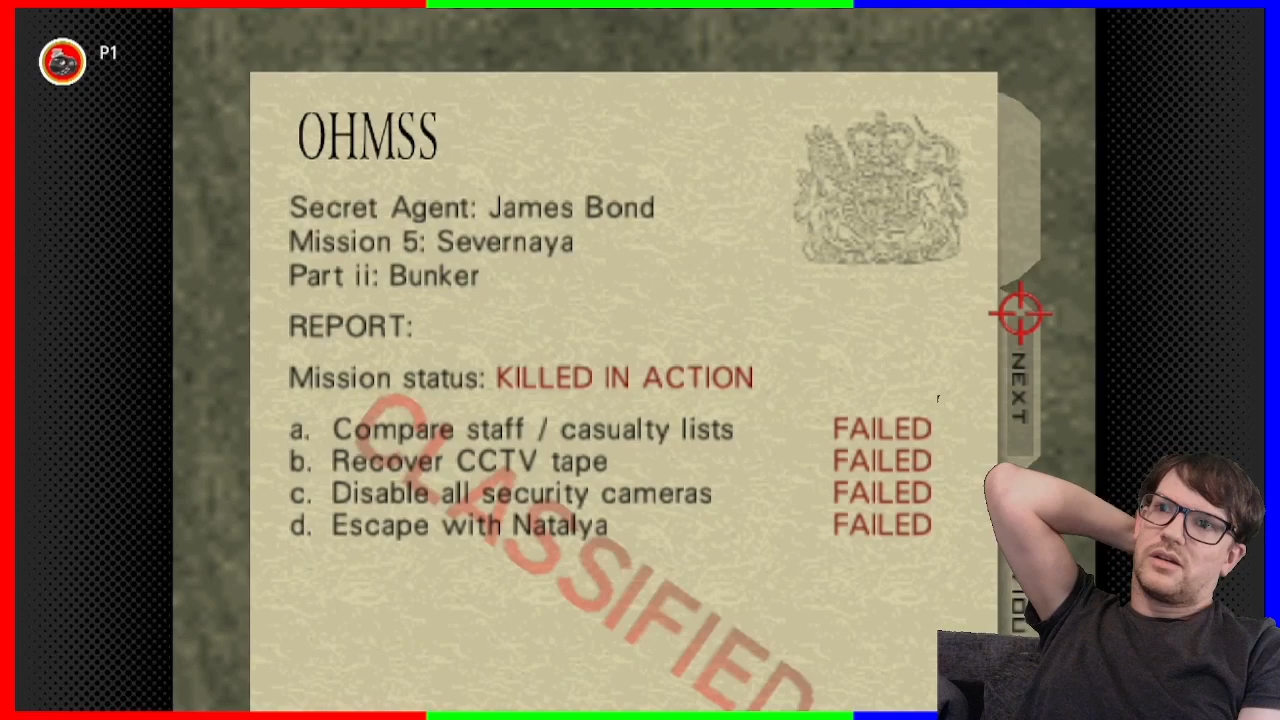 P1
OHMSS
Secret Agent: James Bond
Mission 5: Severnaya
Part ii: Bunker
REPORT:
Mission status: KILLED IN ACTION
a. Compare staff / casualty lists FAILED
b. Recover CCTV tape FAILED
c. Disable all security cameras FAILED
d. Escape with Natalya FAILED
CLASSIFIED
NEXT